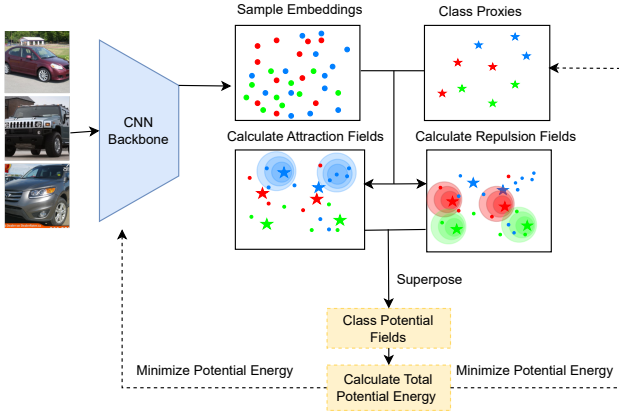 Sample Embeddings
Class Proxies
CNN
Backbone
Calculate Attraction Fields
Calculate Repulsion Fields
Superpose
Class Potential
Fields
Minimize Potential Energy
Calculate Total
Potential Energy
Minimize Potential Energy